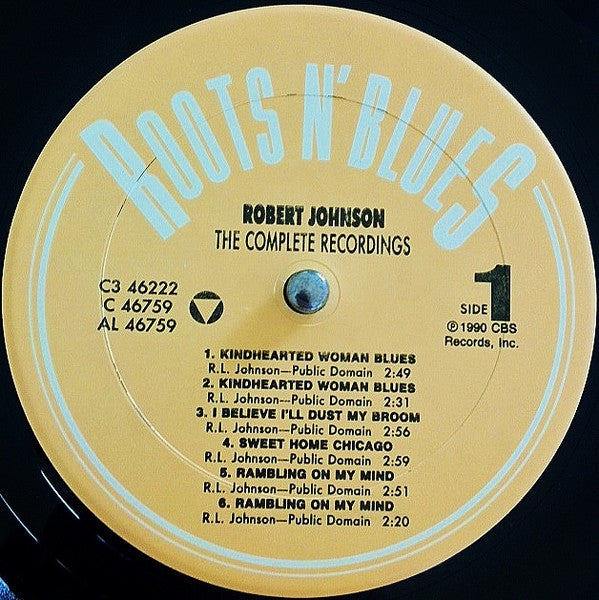 ROOTS N' BLUES
ROBERT JOHNSON
THE COMPLETE RECORDINGS
C3 46222
C 46759
AL 46759
SIDE 1
℗ 1990 CBS
Records, Inc.
1. KINDHEARTED WOMAN BLUES
R.L. Johnson—Public Domain 2:49
2. KINDHEARTED WOMAN BLUES
R.L. Johnson—Public Domain 2:31
3. I BELIEVE I'LL DUST MY BROOM
R.L. Johnson—Public Domain 2:56
4. SWEET HOME CHICAGO
R.L. Johnson—Public Domain 2:59
5. RAMBLING ON MY MIND
R.L. Johnson—Public Domain 2:51
6. RAMBLING ON MY MIND
R.L. Johnson—Public Domain 2:20